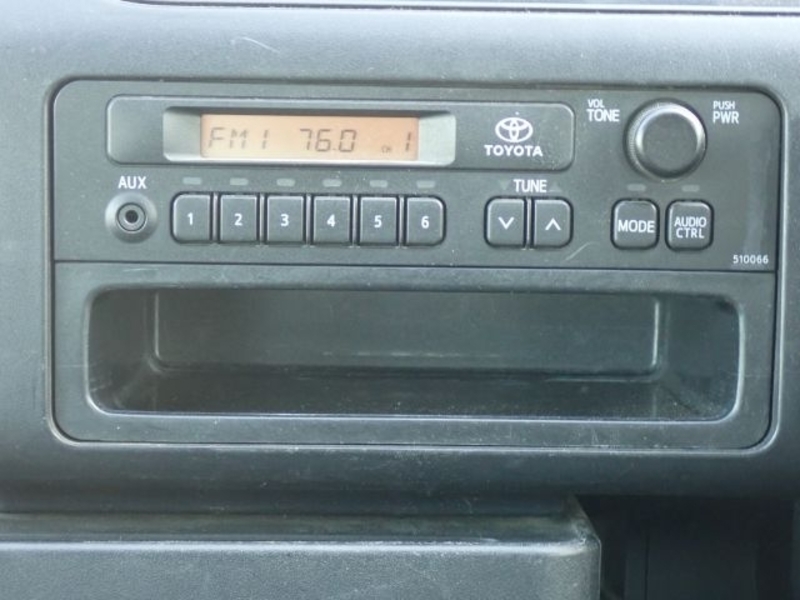 FM1 76.0 CH 1
TOYOTA
VOL
TONE
PUSH
PWR
AUX
1 2 3 4 5 6
TUNE
MODE
AUDIO
CTRL
510066